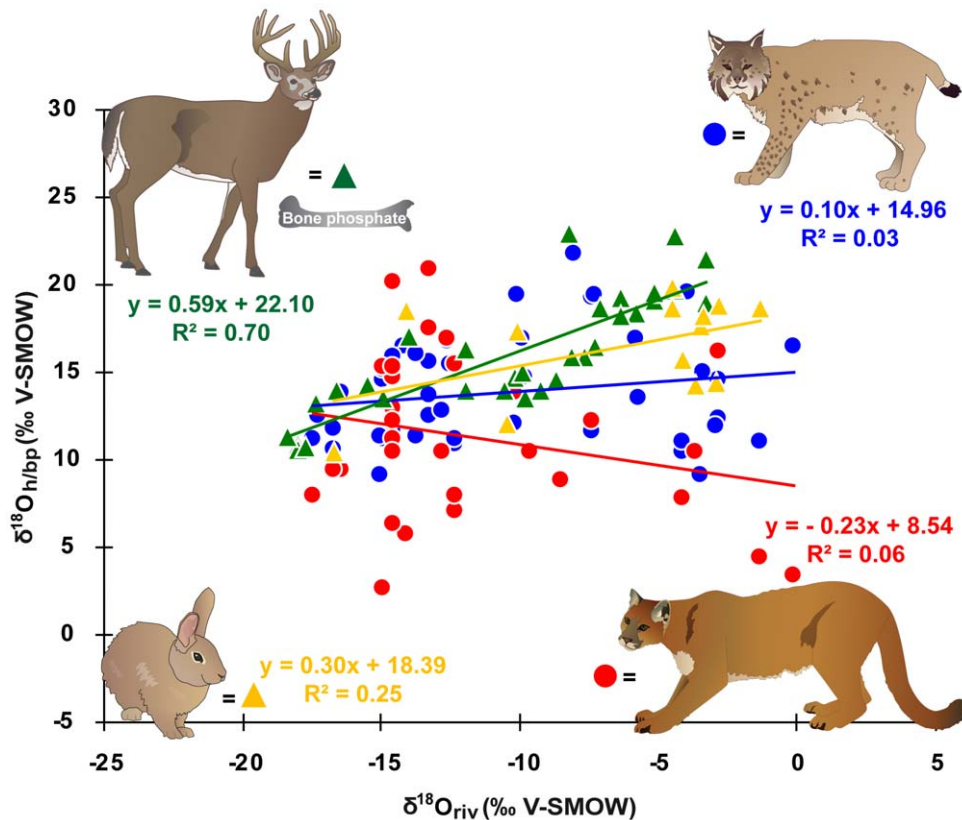 30
25
20
15
10
5
0
-5
δ¹⁸Oh/bp (‰ V-SMOW)
=
Bone phosphate
y = 0.59x + 22.10
R² = 0.70
=
y = 0.10x + 14.96
R² = 0.03
y = - 0.23x + 8.54
R² = 0.06
=
y = 0.30x + 18.39
R² = 0.25
=
-25 -20 -15 -10 -5 0 5
δ¹⁸Oriv (‰ V-SMOW)